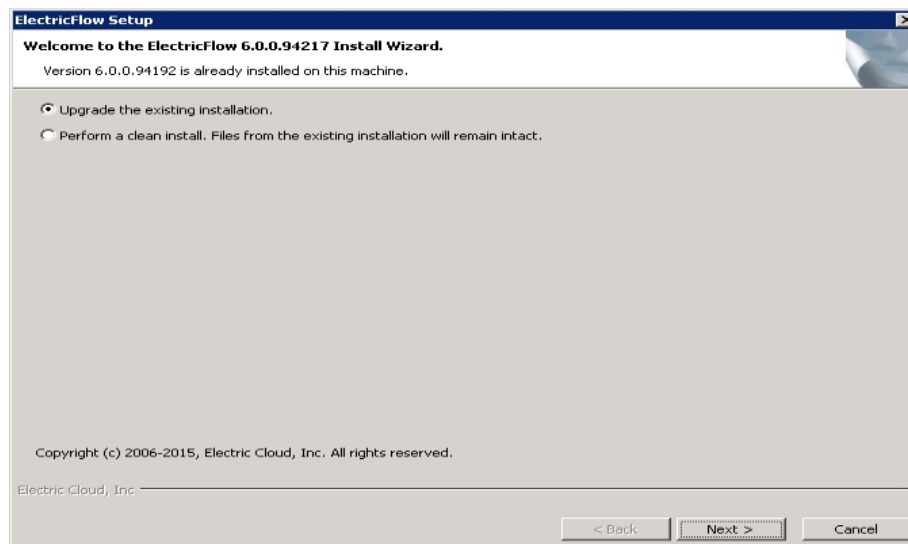 ElectricFlow Setup
Welcome to the ElectricFlow 6.0.0.94217 Install Wizard.
Version 6.0.0.94192 is already installed on this machine.
Upgrade the existing installation.
Perform a clean install. Files from the existing installation will remain intact.
Copyright (c) 2006-2015, Electric Cloud, Inc. All rights reserved.
Electric Cloud, Inc
< Back Next > Cancel